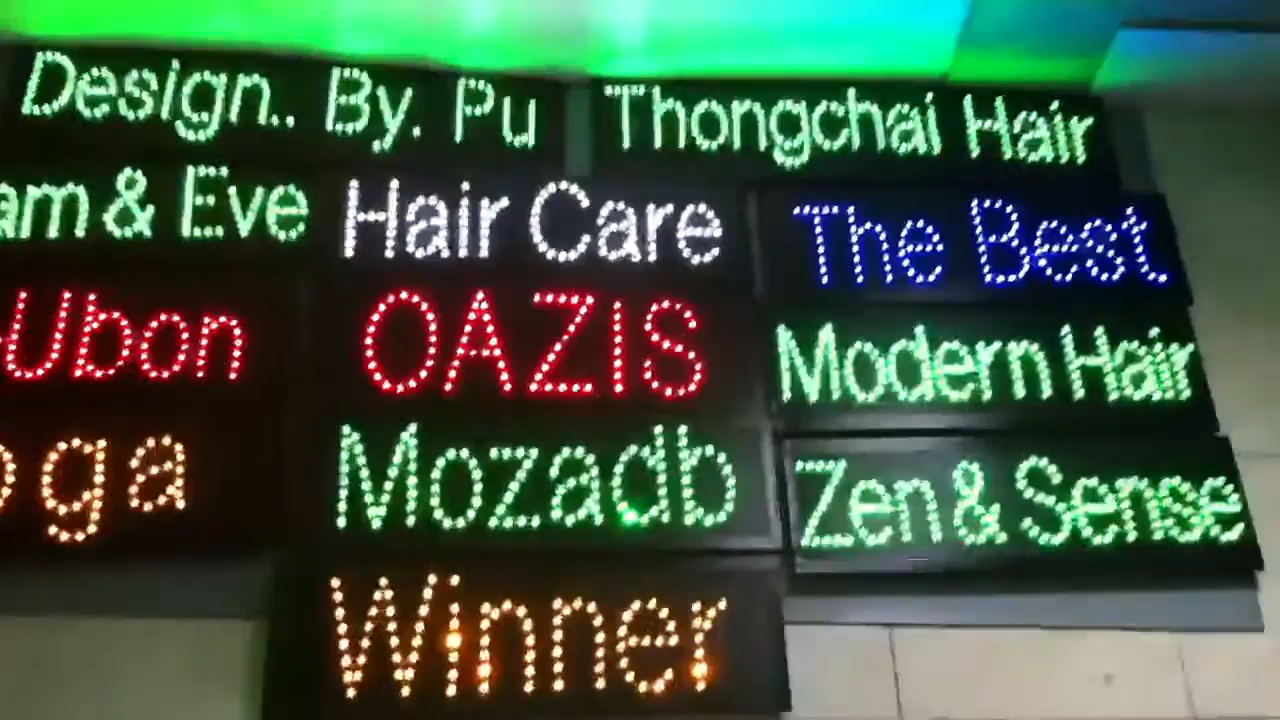 Design.. By. Pu
Thongchai Hair
am & Eve
Hair Care
The Best
Ubon
OAZIS
Modern Hair
ga
Mozadb
Zen & Sense
Winner